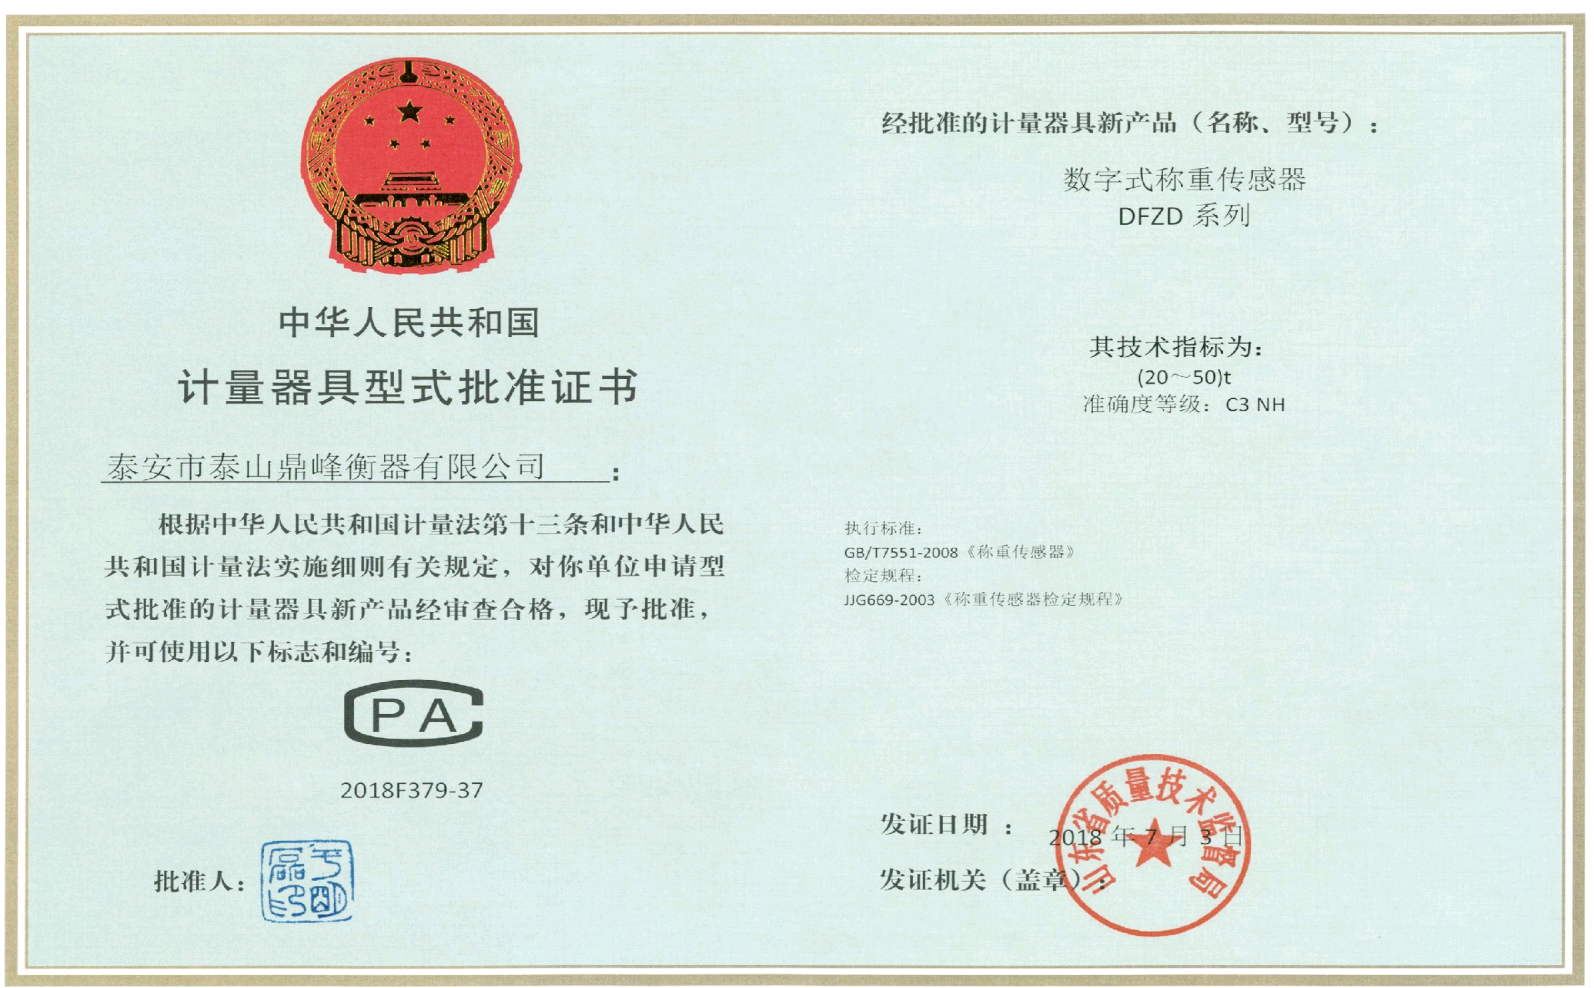 中华人民共和国
计量器具型式批准证书
泰安市泰山鼎峰衡器有限公司：
根据中华人民共和国计量法第十三条和中华人民
共和国计量法实施细则有关规定，对你单位申请型
式批准的计量器具新产品经审查合格，现予批准，
并可使用以下标志和编号：
CPA
2018F379-37
批准人：
经批准的计量器具新产品（名称、型号）：
数字式称重传感器
DFZD 系列
其技术指标为：
(20～50)t
准确度等级：C3 NH
执行标准：
GB/T7551-2008《称重传感器》
检定规程：
JJG669-2003《称重传感器检定规程》
发证日期 ：2018 年 7 月 3 日
发证机关（盖章）：
山东省质量技术监督局